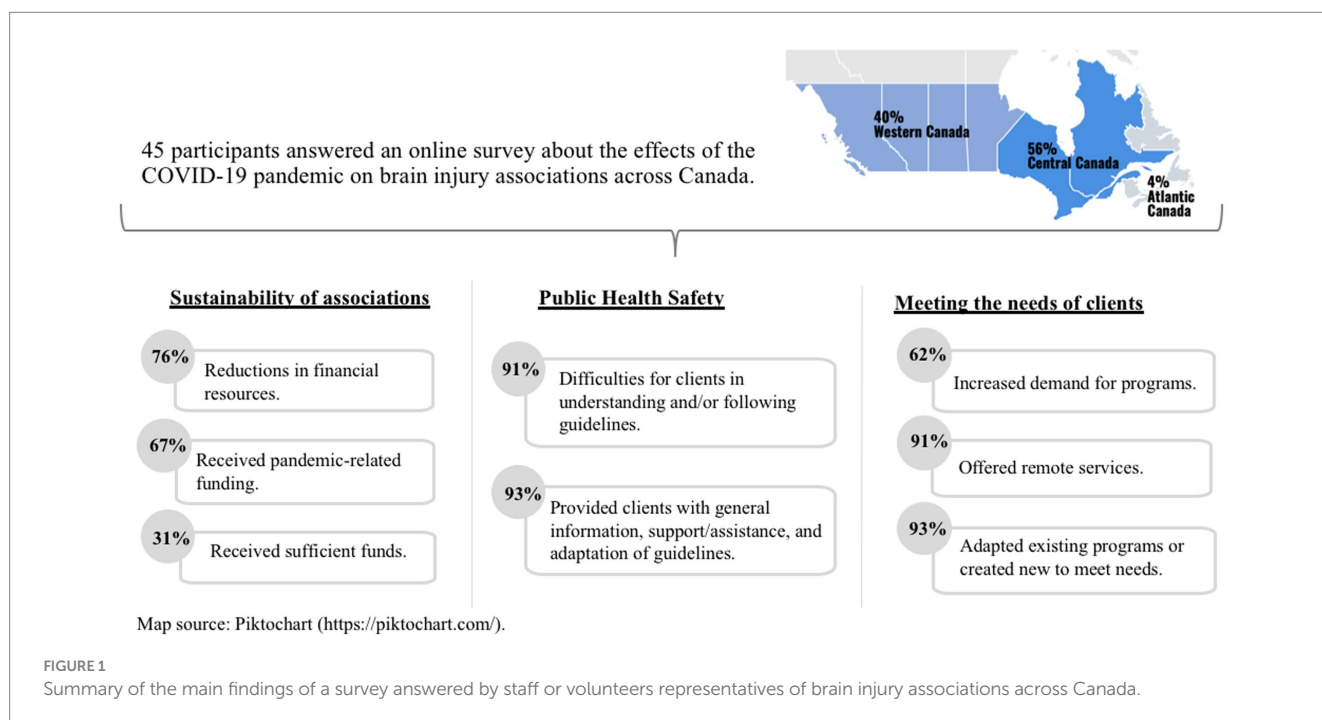 45 participants answered an online survey about the effects of the
COVID-19 pandemic on brain injury associations across Canada.
40%
Western Canada
56%
Central Canada
4%
Atlantic
Canada
Sustainability of associations
76%
Reductions in financial
resources.
67%
Received pandemic-related
funding.
31%
Received sufficient funds.
Public Health Safety
91%
Difficulties for clients in
understanding and/or following
guidelines.
93%
Provided clients with general
information, support/assistance, and
adaptation of guidelines.
Meeting the needs of clients
62%
Increased demand for programs.
91%
Offered remote services.
93%
Adapted existing programs or
created new to meet needs.
Map source: Piktochart (https://piktochart.com/).
FIGURE 1
Summary of the main findings of a survey answered by staff or volunteers representatives of brain injury associations across Canada.